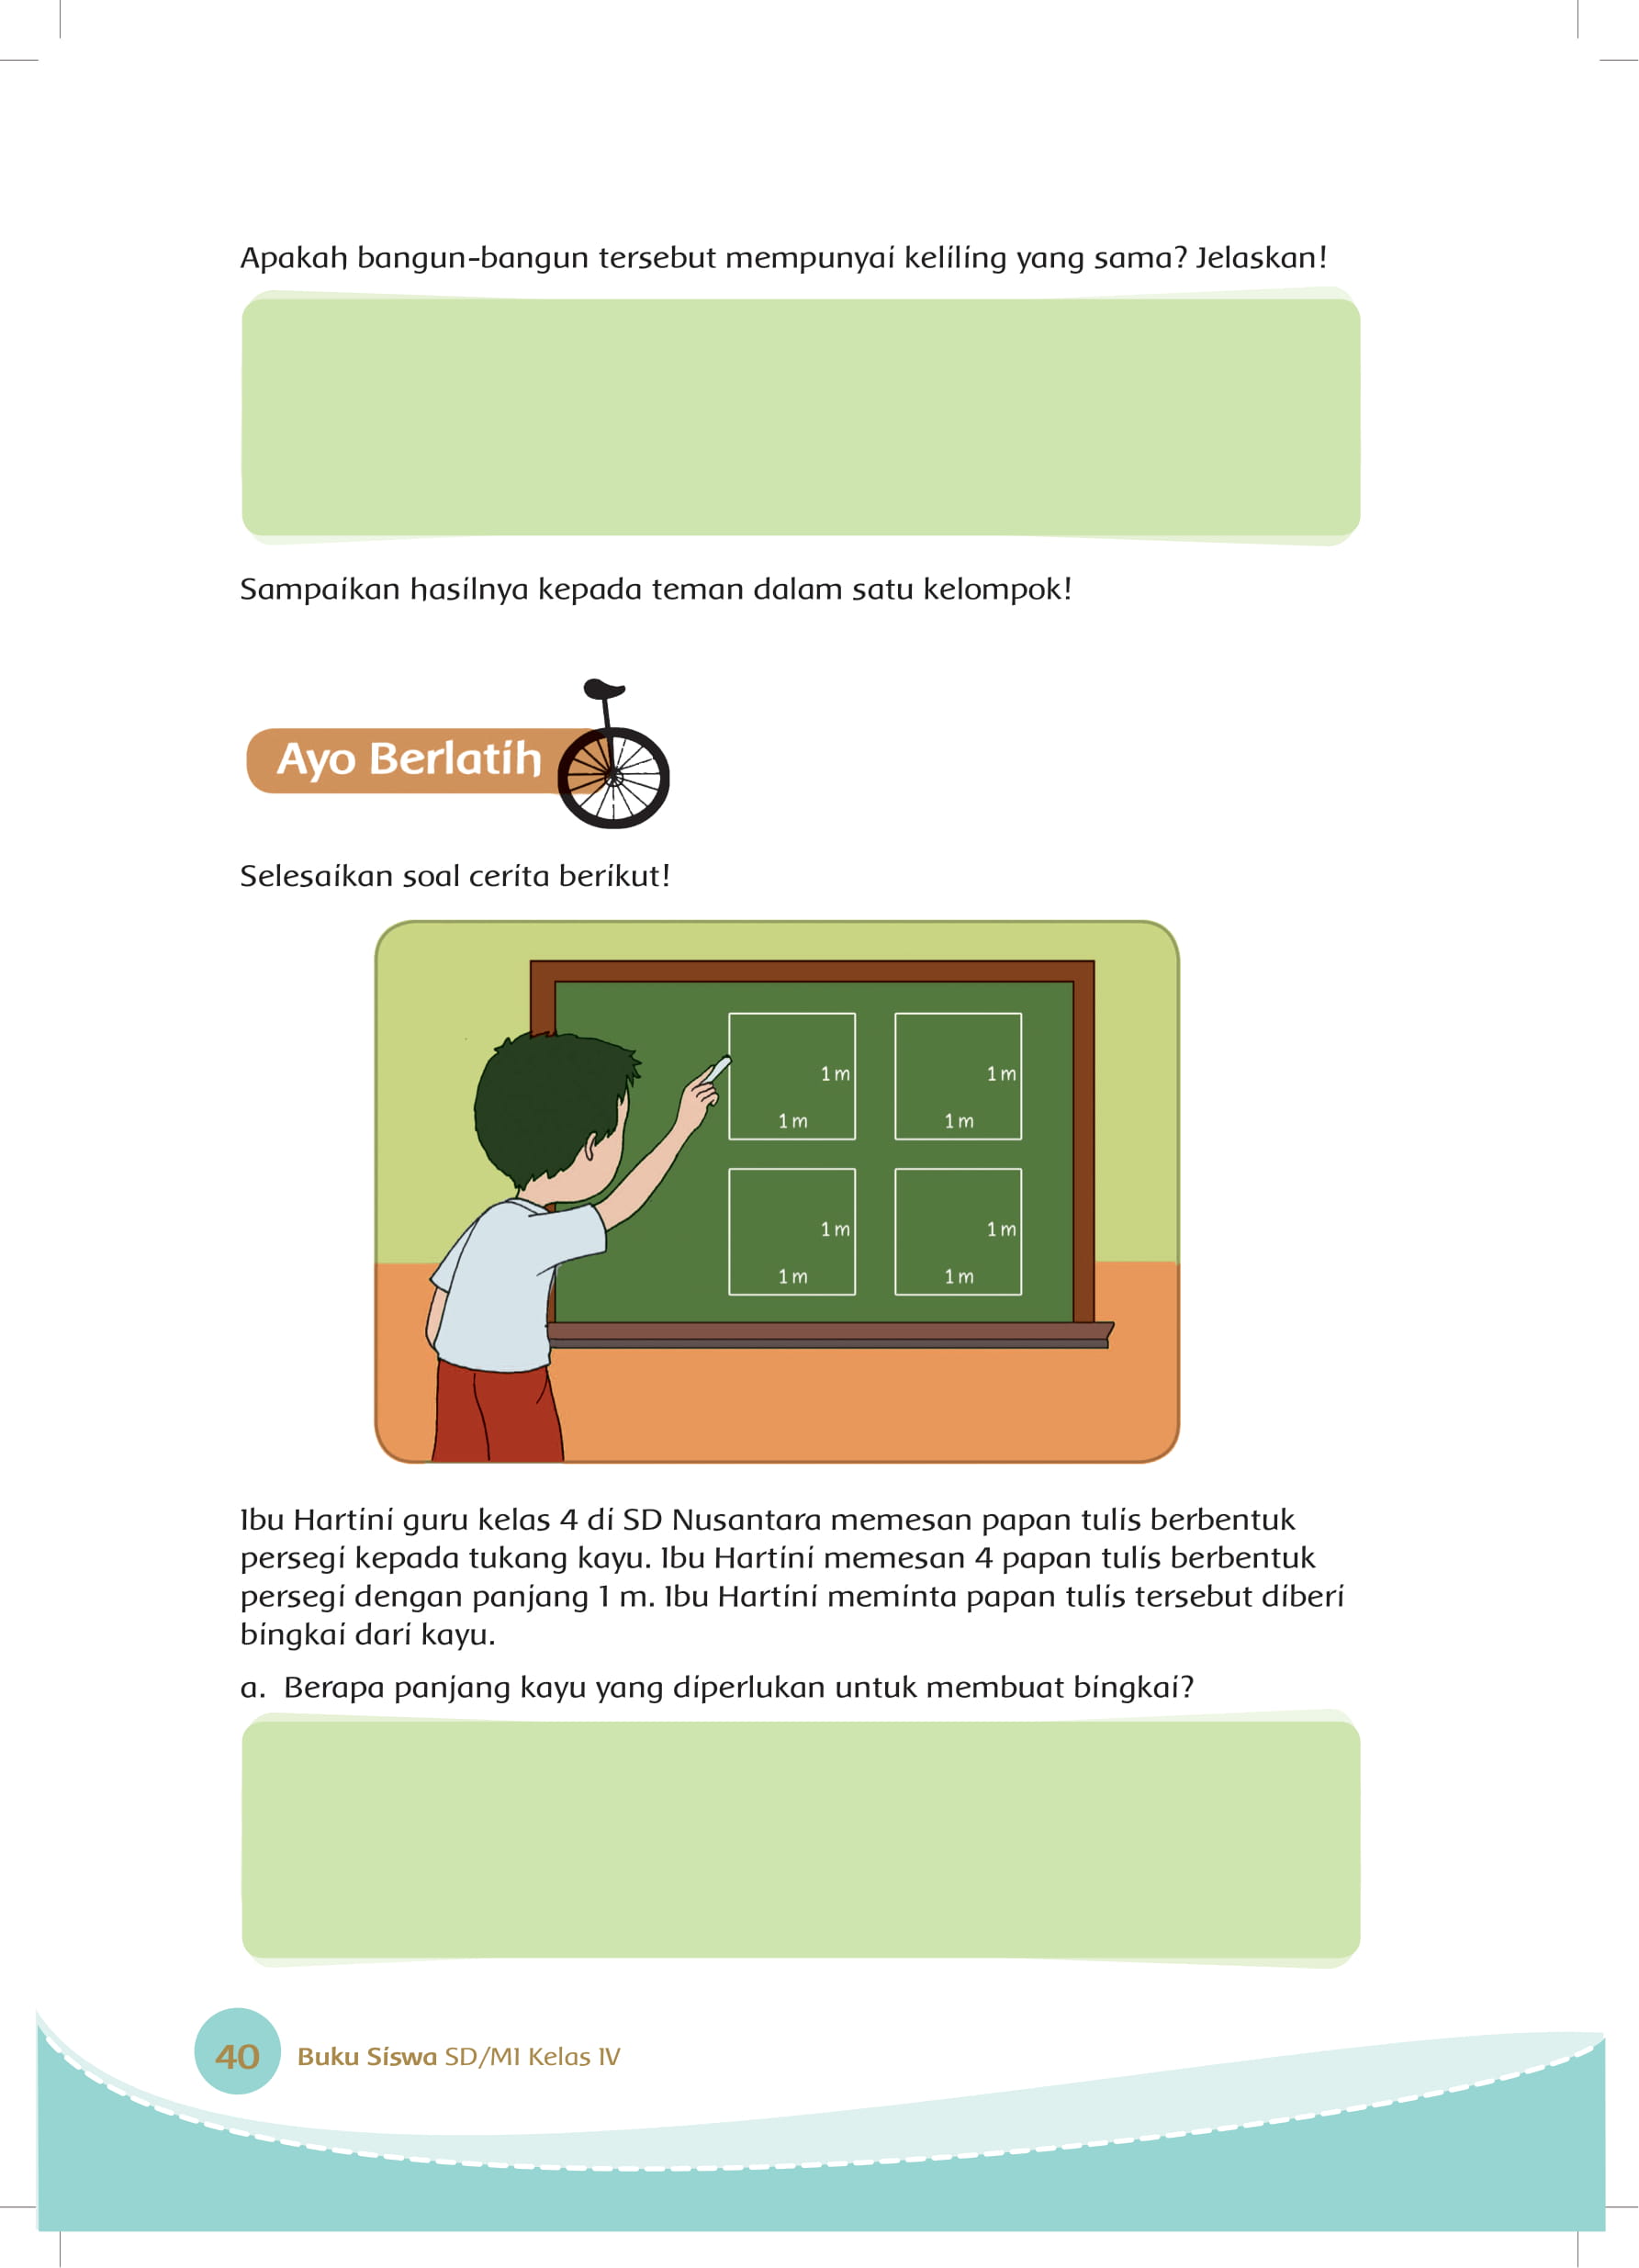 Apakah bangun-bangun tersebut mempunyai keliling yang sama? Jelaskan!
Sampaikan hasilnya kepada teman dalam satu kelompok!
Ayo Berlatih
Selesaikan soal cerita berikut!
1 m
1 m
1 m
1 m
1 m
1 m
1 m
1 m
Ibu Hartini guru kelas 4 di SD Nusantara memesan papan tulis berbentuk
persegi kepada tukang kayu. Ibu Hartini memesan 4 papan tulis berbentuk
persegi dengan panjang 1 m. Ibu Hartini meminta papan tulis tersebut diberi
bingkai dari kayu.
a. Berapa panjang kayu yang diperlukan untuk membuat bingkai?
40 Buku Siswa SD/MI Kelas IV